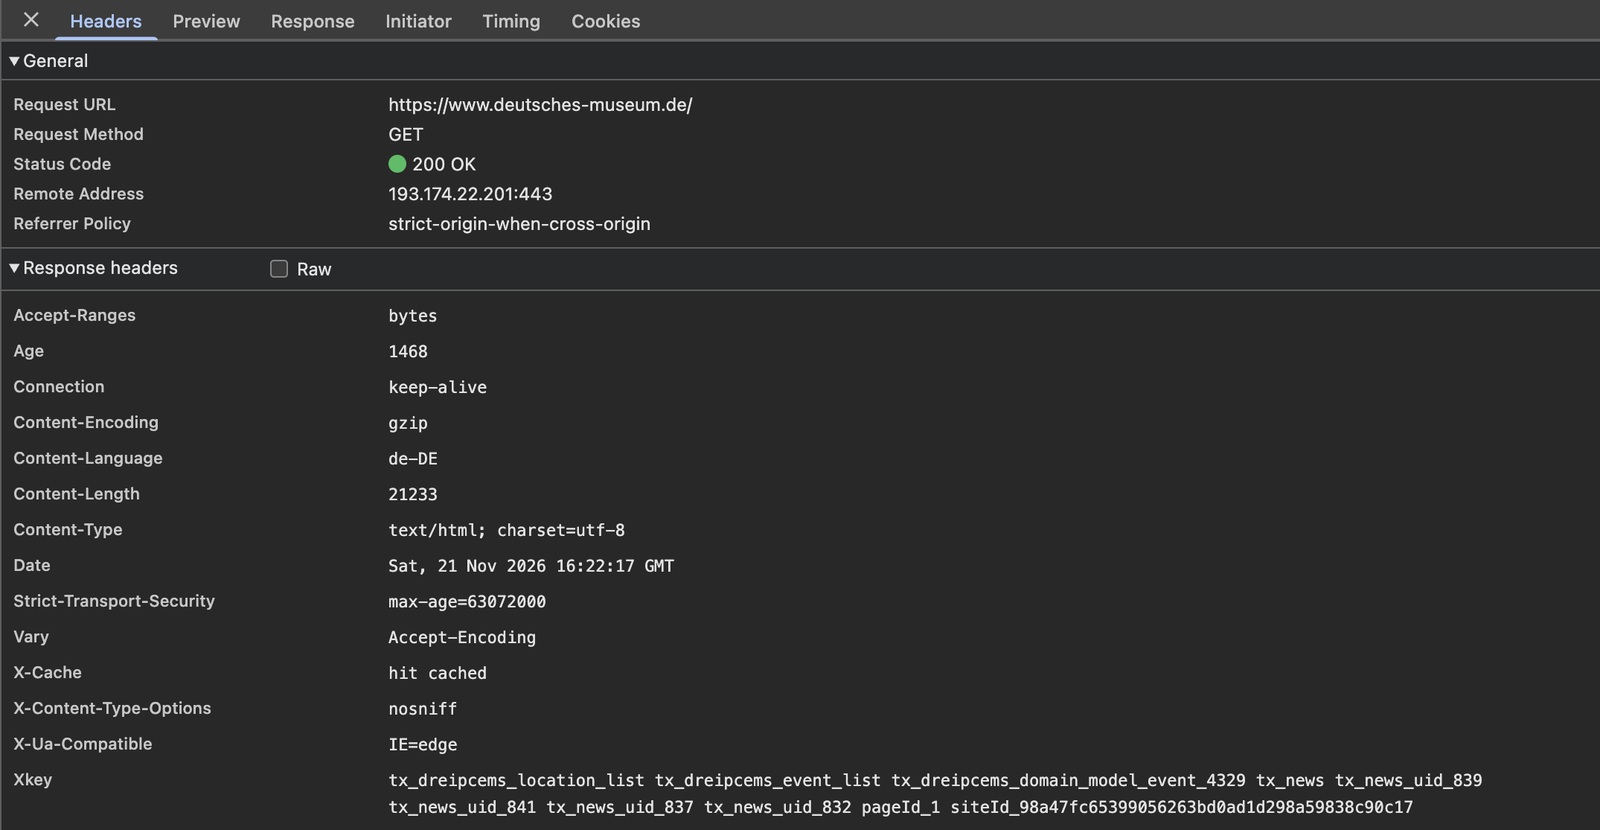 Headers Preview Response Initiator Timing Cookies
General
Request URL https://www.deutsches-museum.de/
Request Method GET
Status Code 200 OK
Remote Address 193.174.22.201:443
Referrer Policy strict-origin-when-cross-origin
Response headers Raw
Accept-Ranges bytes
Age 1468
Connection keep-alive
Content-Encoding gzip
Content-Language de-DE
Content-Length 21233
Content-Type text/html; charset=utf-8
Date Sat, 21 Nov 2026 16:22:17 GMT
Strict-Transport-Security max-age=63072000
Vary Accept-Encoding
X-Cache hit cached
X-Content-Type-Options nosniff
X-Ua-Compatible IE=edge
Xkey tx_dreipcems_location_list tx_dreipcems_event_list tx_dreipcems_domain_model_event_4329 tx_news tx_news_uid_839
tx_news_uid_841 tx_news_uid_837 tx_news_uid_832 pageId_1 siteId_98a47fc65399056263bd0ad1d298a59838c90c17